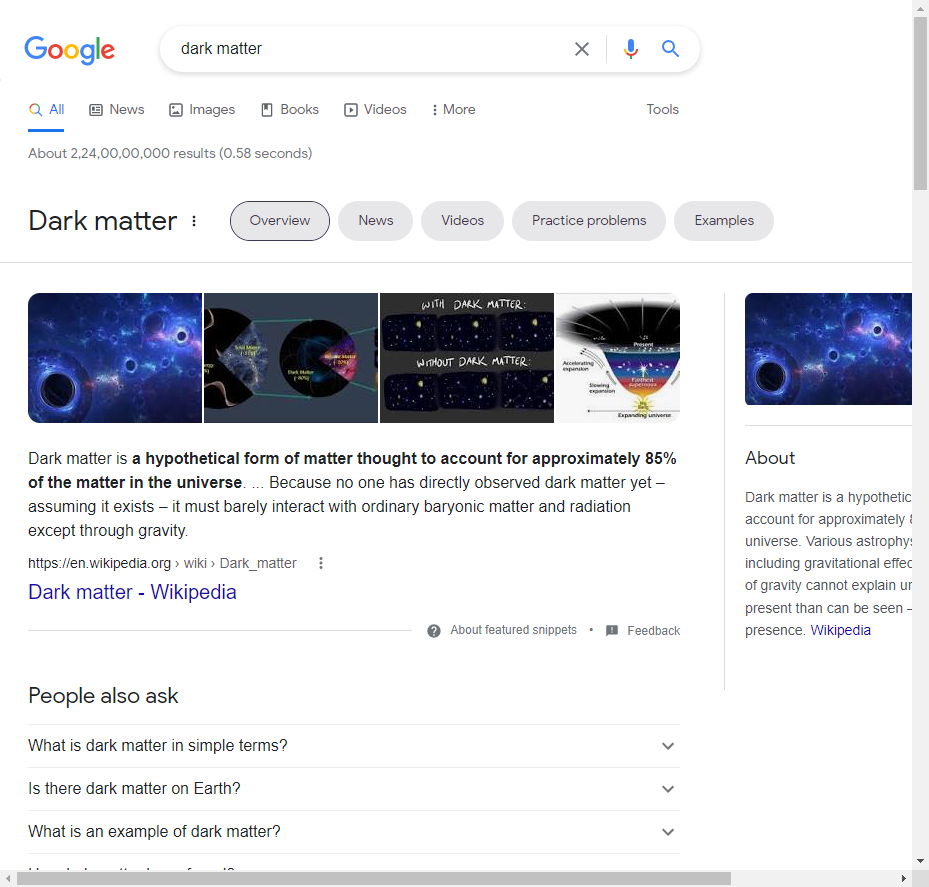 Google
dark matter
All
News
Images
Books
Videos
More
Tools
About 2,24,00,00,000 results (0.58 seconds)
Dark matter
Overview
News
Videos
Practice problems
Examples
Dark Matter
WITH DARK MATTER:
WITHOUT DARK MATTER:
Present
Accelerating
expansion
Slowing
expansion
Farthest
supernova
Expanding universe
Dark matter is a hypothetical form of matter thought to account for approximately 85%
of the matter in the universe. ... Because no one has directly observed dark matter yet –
assuming it exists – it must barely interact with ordinary baryonic matter and radiation
except through gravity.
https://en.wikipedia.org › wiki › Dark_matter
Dark matter - Wikipedia
About featured snippets • Feedback
About
Dark matter is a hypothetic
account for approximately
universe. Various astrophys
including gravitational effec
of gravity cannot explain un
present than can be seen –
presence. Wikipedia
People also ask
What is dark matter in simple terms?
Is there dark matter on Earth?
What is an example of dark matter?